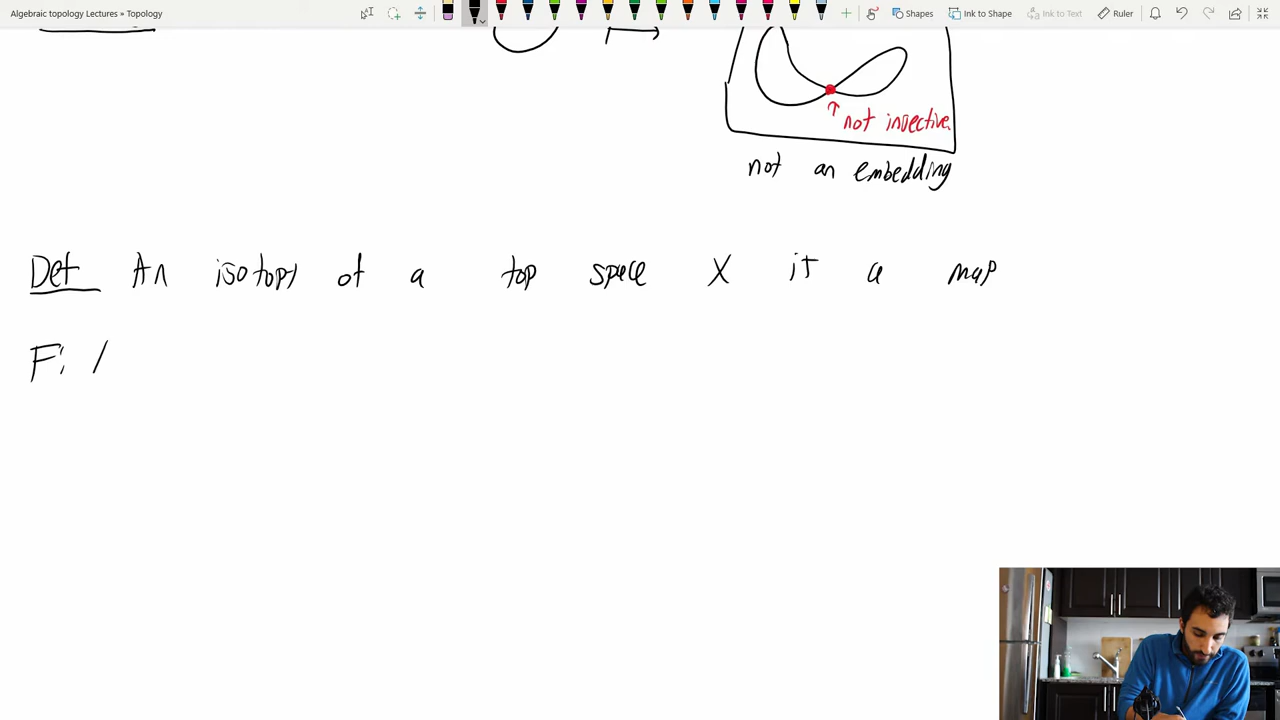 Algebraic topology Lectures » Topology
Shapes Ink to Shape Ink to Text Ruler
not injective
not an embedding
Def An isotopy of a top space X is a map
F: /